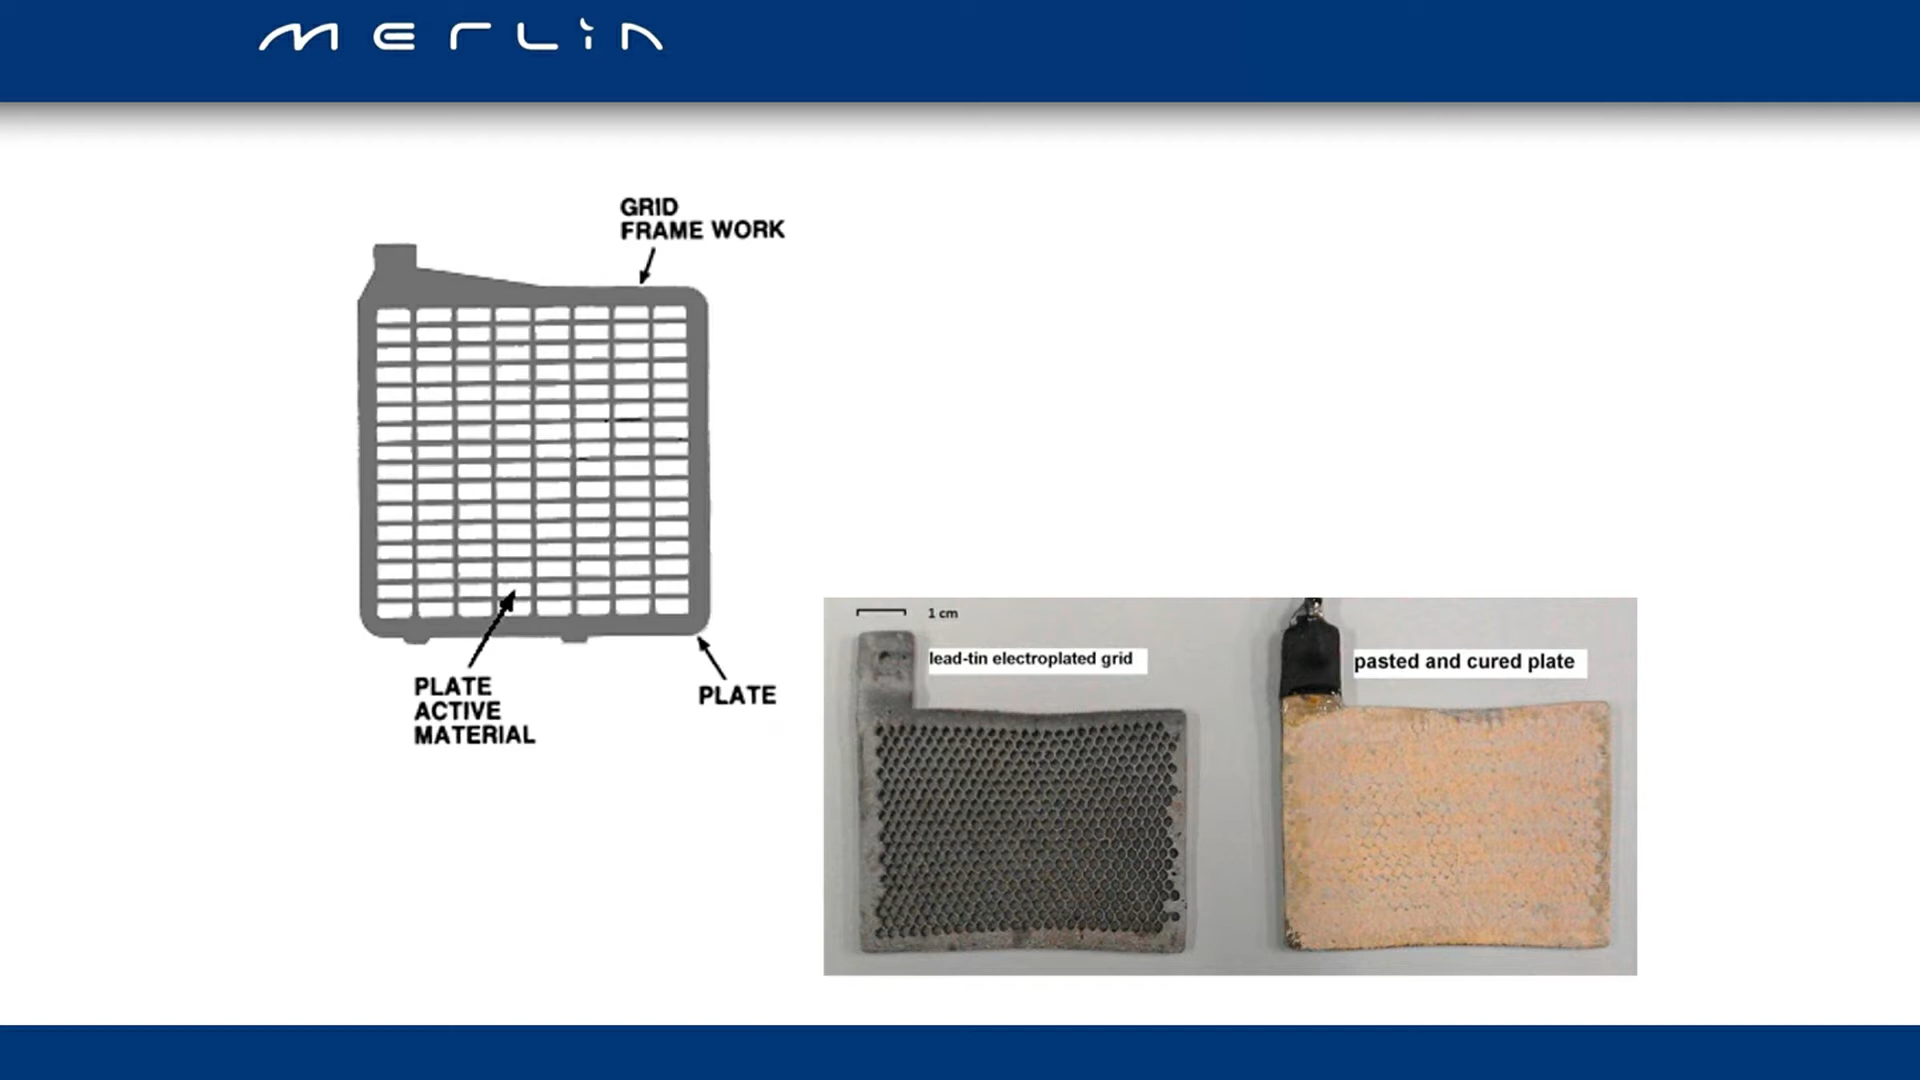 merlin
GRID
FRAME WORK
PLATE
ACTIVE
MATERIAL
PLATE
1 cm
lead-tin electroplated grid
pasted and cured plate